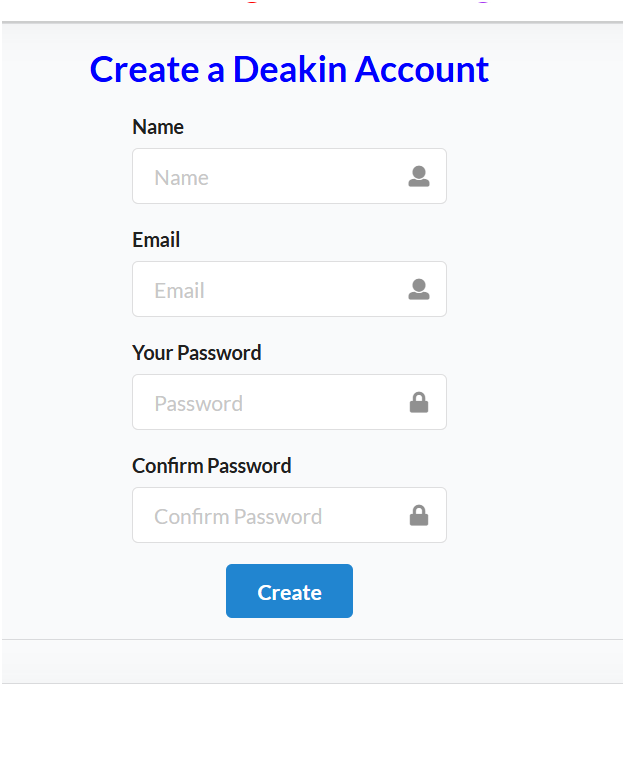 Create a Deakin Account
Name
Name
Email
Email
Your Password
Password
Confirm Password
Confirm Password
Create